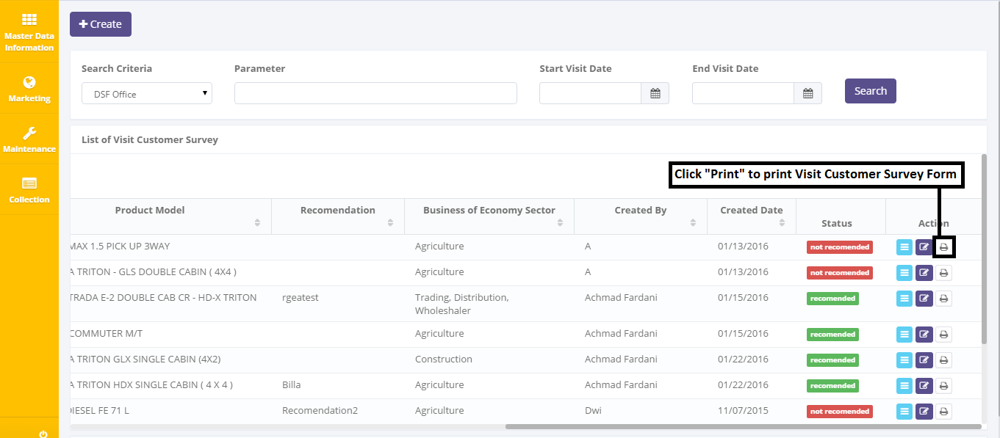 Create
Master Data
Information
Marketing
Maintenance
Collection
Search Criteria
Parameter
Start Visit Date
End Visit Date
DSF Office
Search
List of Visit Customer Survey
Click "Print" to print Visit Customer Survey Form
Product Model
Recomendation
Business of Economy Sector
Created By
Created Date
Status
Action
MAX 1.5 PICK UP 3WAY Agriculture A 01/13/2016 not recomended
A TRITON - GLS DOUBLE CABIN ( 4X4 ) Agriculture A 01/13/2016 not recomended
TRADA E-2 DOUBLE CAB CR - HD-X TRITON rgeatest Trading, Distribution, Achmad Fardani 01/15/2016 recomended
Wholeshaler
COMMUTER M/T Agriculture Achmad Fardani 01/15/2016 recomended
A TRITON GLX SINGLE CABIN (4X2) Construction Achmad Fardani 01/22/2016 recomended
A TRITON HDX SINGLE CABIN ( 4 X 4 ) Billa Agriculture Achmad Fardani 01/22/2016 recomended
DIESEL FE 71 L Recomendation2 Agriculture Dwi 11/07/2015 not recomended